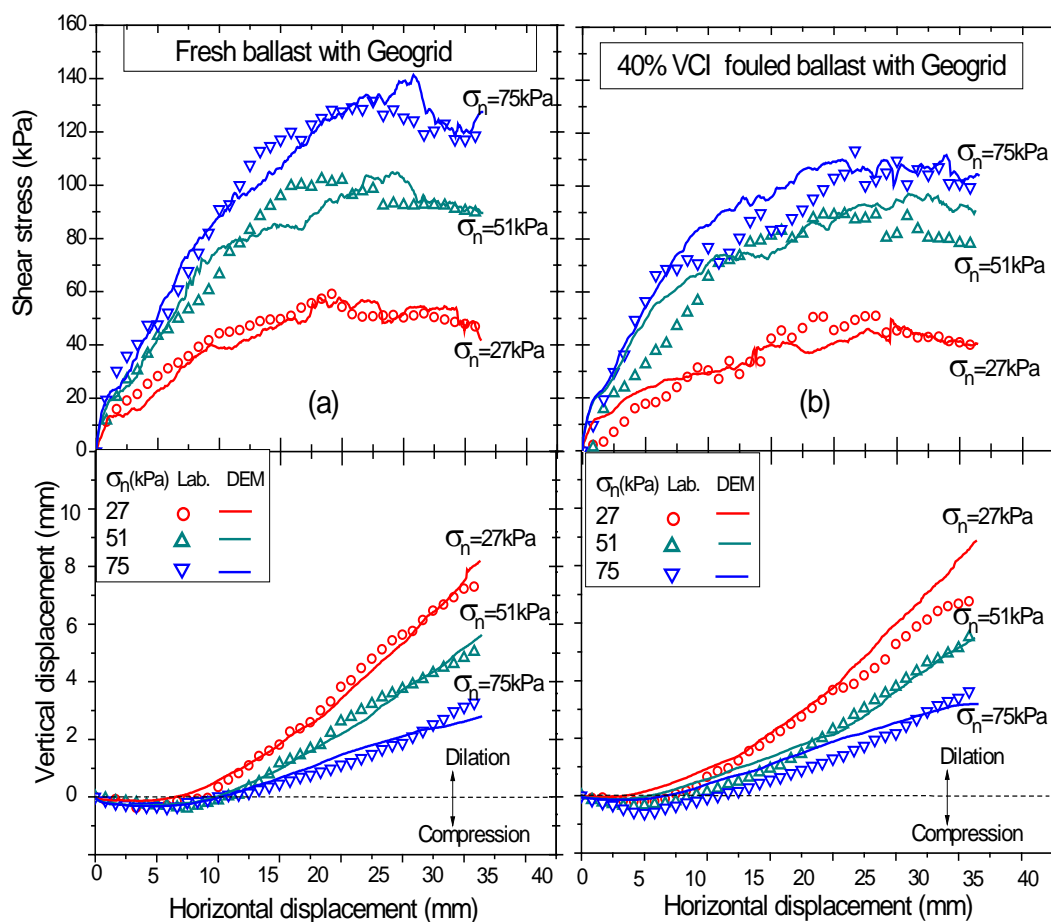 160
140
120
100
80
60
40
20
0
Shear stress (kPa)
Fresh ballast with Geogrid
σn=75kPa
σn=51kPa
σn=27kPa
(a)
40% VCI fouled ballast with Geogrid
σn=75kPa
σn=51kPa
σn=27kPa
(b)
10
8
6
4
2
0
Vertical displacement (mm)
σn(kPa) Lab. DEM
27
51
75
σn=27kPa
σn=51kPa
σn=75kPa
Dilation
Compression
0 5 10 15 20 25 30 35 40
Horizontal displacement (mm)
σn(kPa) Lab. DEM
27
51
75
σn=27kPa
σn=51kPa
σn=75kPa
Dilation
Compression
0 5 10 15 20 25 30 35 40
Horizontal displacement (mm)